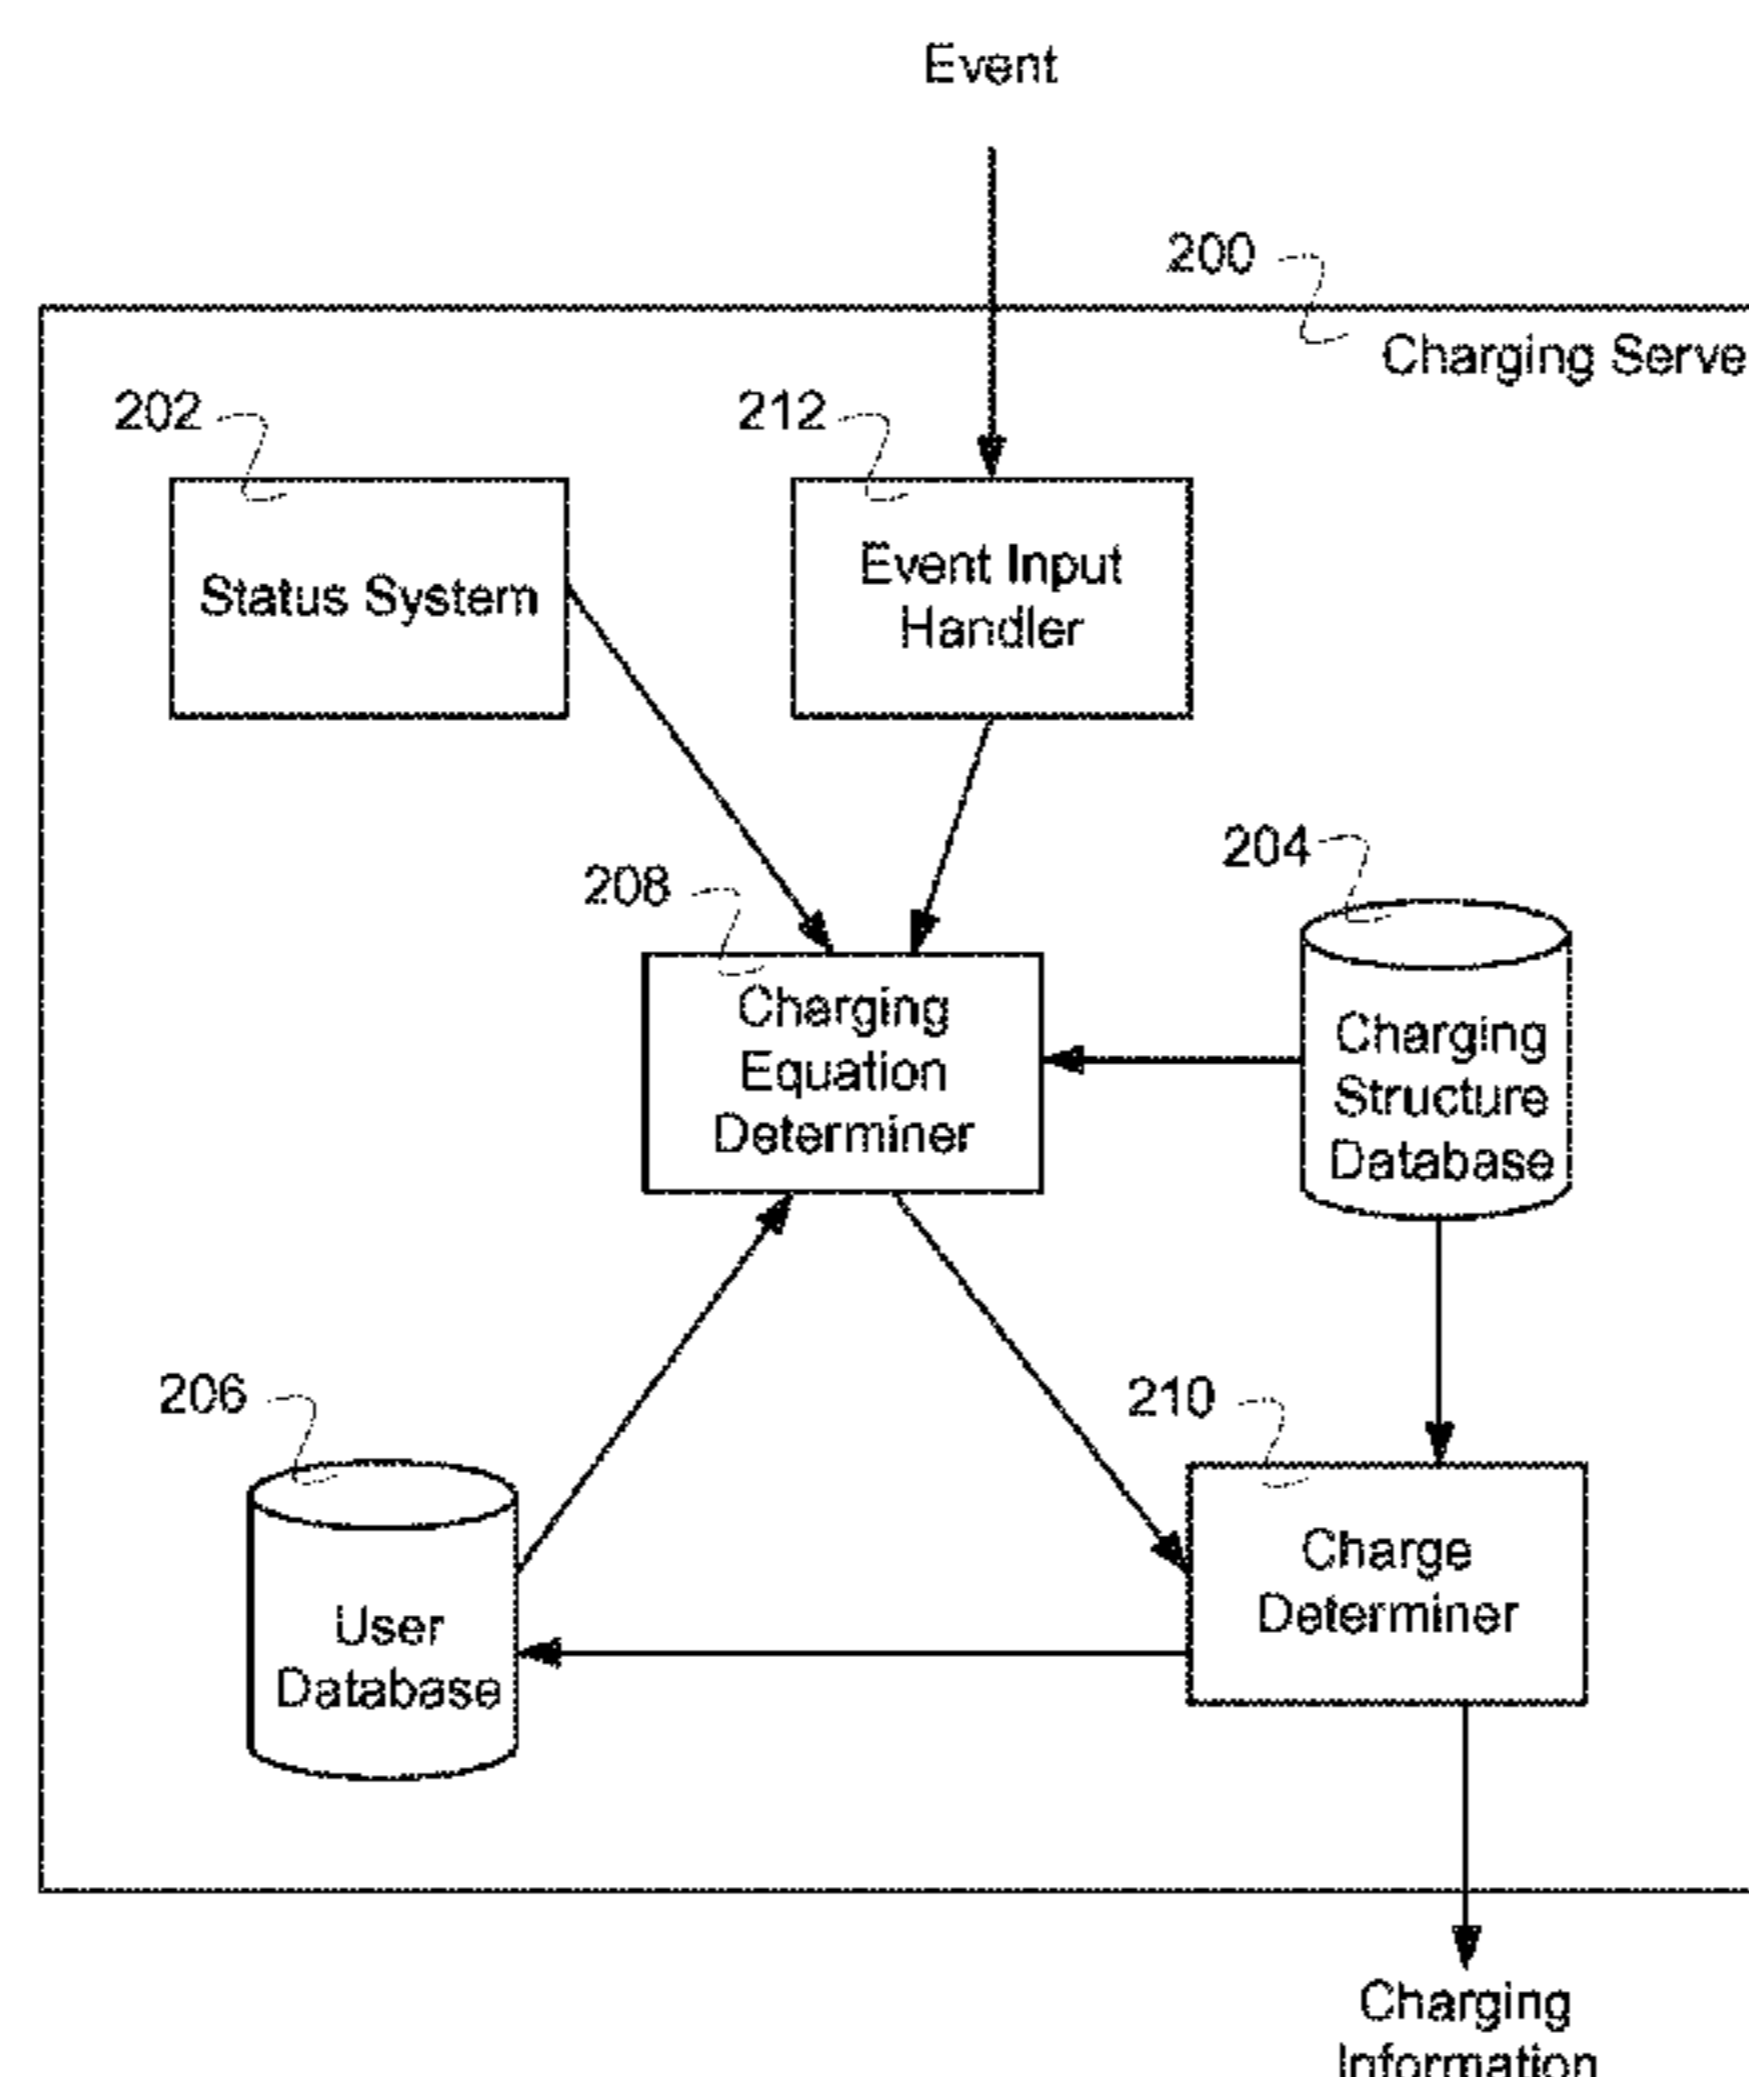 Event
200
Charging Serve
202
212
Status System
Event Input
Handler
204
208
Charging
Equation
Determiner
Charging
Structure
Database
206
210
Charge
Determiner
User
Database
Charging
Information